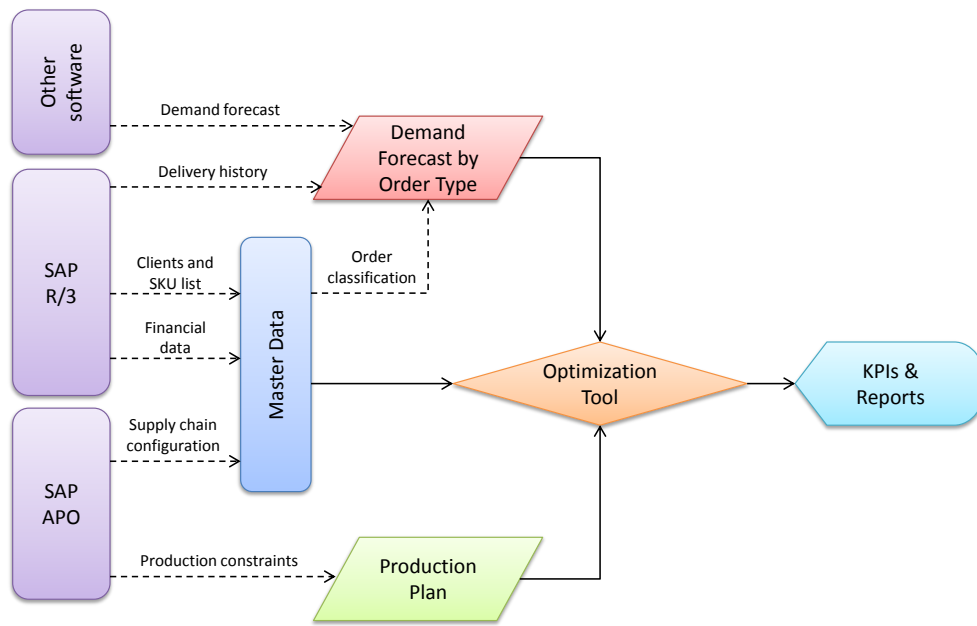 Other
software
Demand forecast
Demand
Forecast by
Order Type
Delivery history
SAP
R/3
Clients and
SKU list
Order
classification
Financial
data
Master Data
Optimization
Tool
KPIs &
Reports
Supply chain
configuration
SAP
APO
Production constraints
Production
Plan